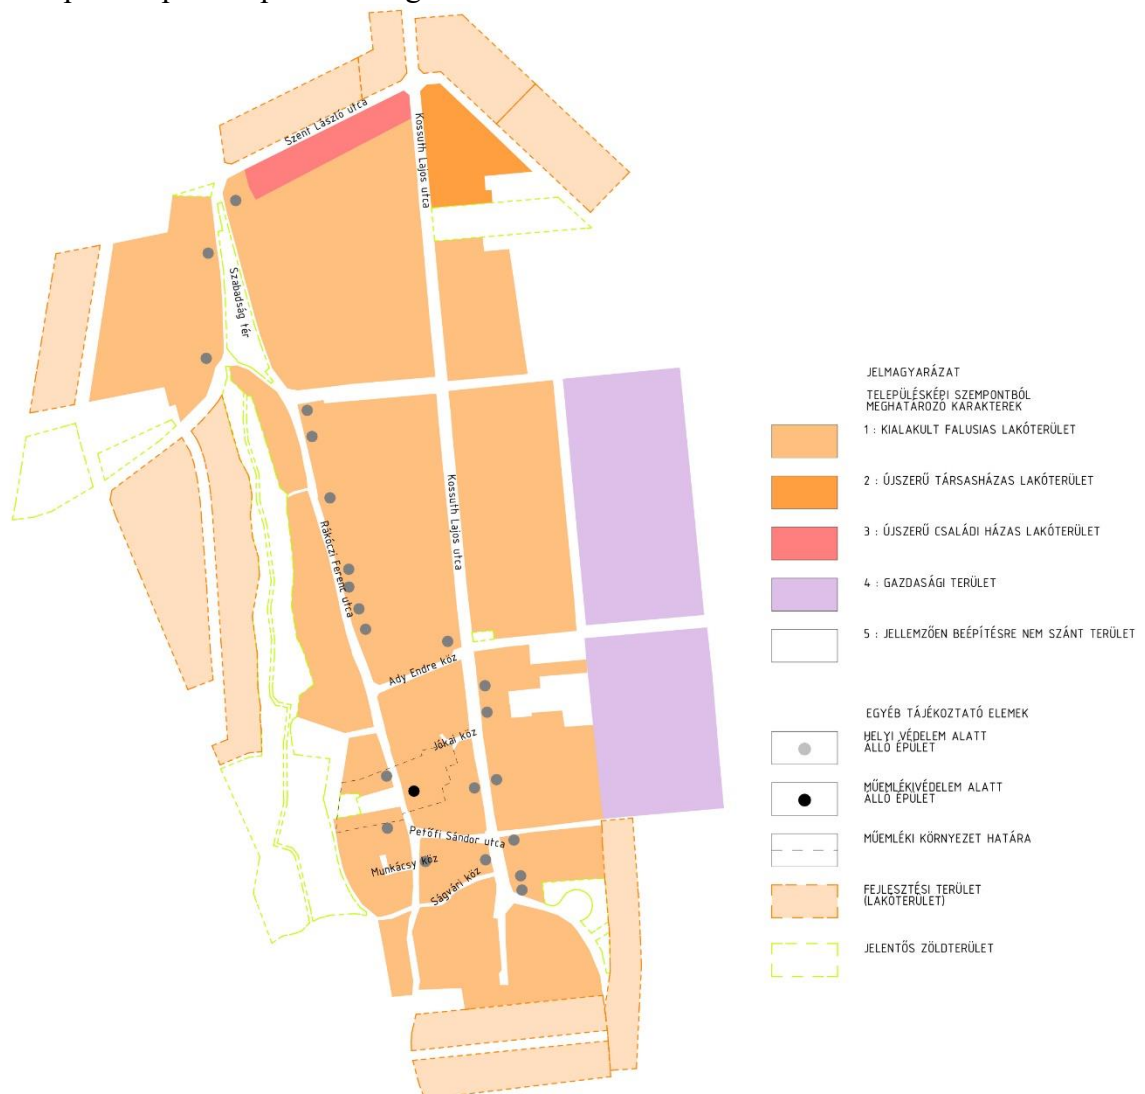 Szent László utca
Kossuth Lajos utca
Szabadság tér
Kossuth Lajos utca
Rákóczi Ferenc utca
Ady Endre köz
Jókai köz
Petőfi Sándor utca
Munkácsy köz
Ságvári köz
JELMAGYARÁZAT
TELEPÜLÉSKÉPI SZEMPONTBÓL
MEGHATÁROZÓ KARAKTEREK
1 : KIALAKULT FALUSIAS LAKÓTERÜLET
2 : ÚJSZERŰ TÁRSASHÁZAS LAKÓTERÜLET
3 : ÚJSZERŰ CSALÁDI HÁZAS LAKÓTERÜLET
4 : GAZDASÁGI TERÜLET
5 : JELLEMZŐEN BEÉPÍTÉSRE NEM SZÁNT TERÜLET
EGYÉB TÁJÉKOZTATÓ ELEMEK
HELYI VÉDELEM ALATT
ÁLLÓ ÉPÜLET
MŰEMLÉKIVÉDELEM ALATT
ÁLLÓ ÉPÜLET
MŰEMLÉKI KÖRNYEZET HATÁRA
FEJLESZTÉSI TERÜLET
(LAKÓTERÜLET)
JELENTŐS ZÖLDTERÜLET